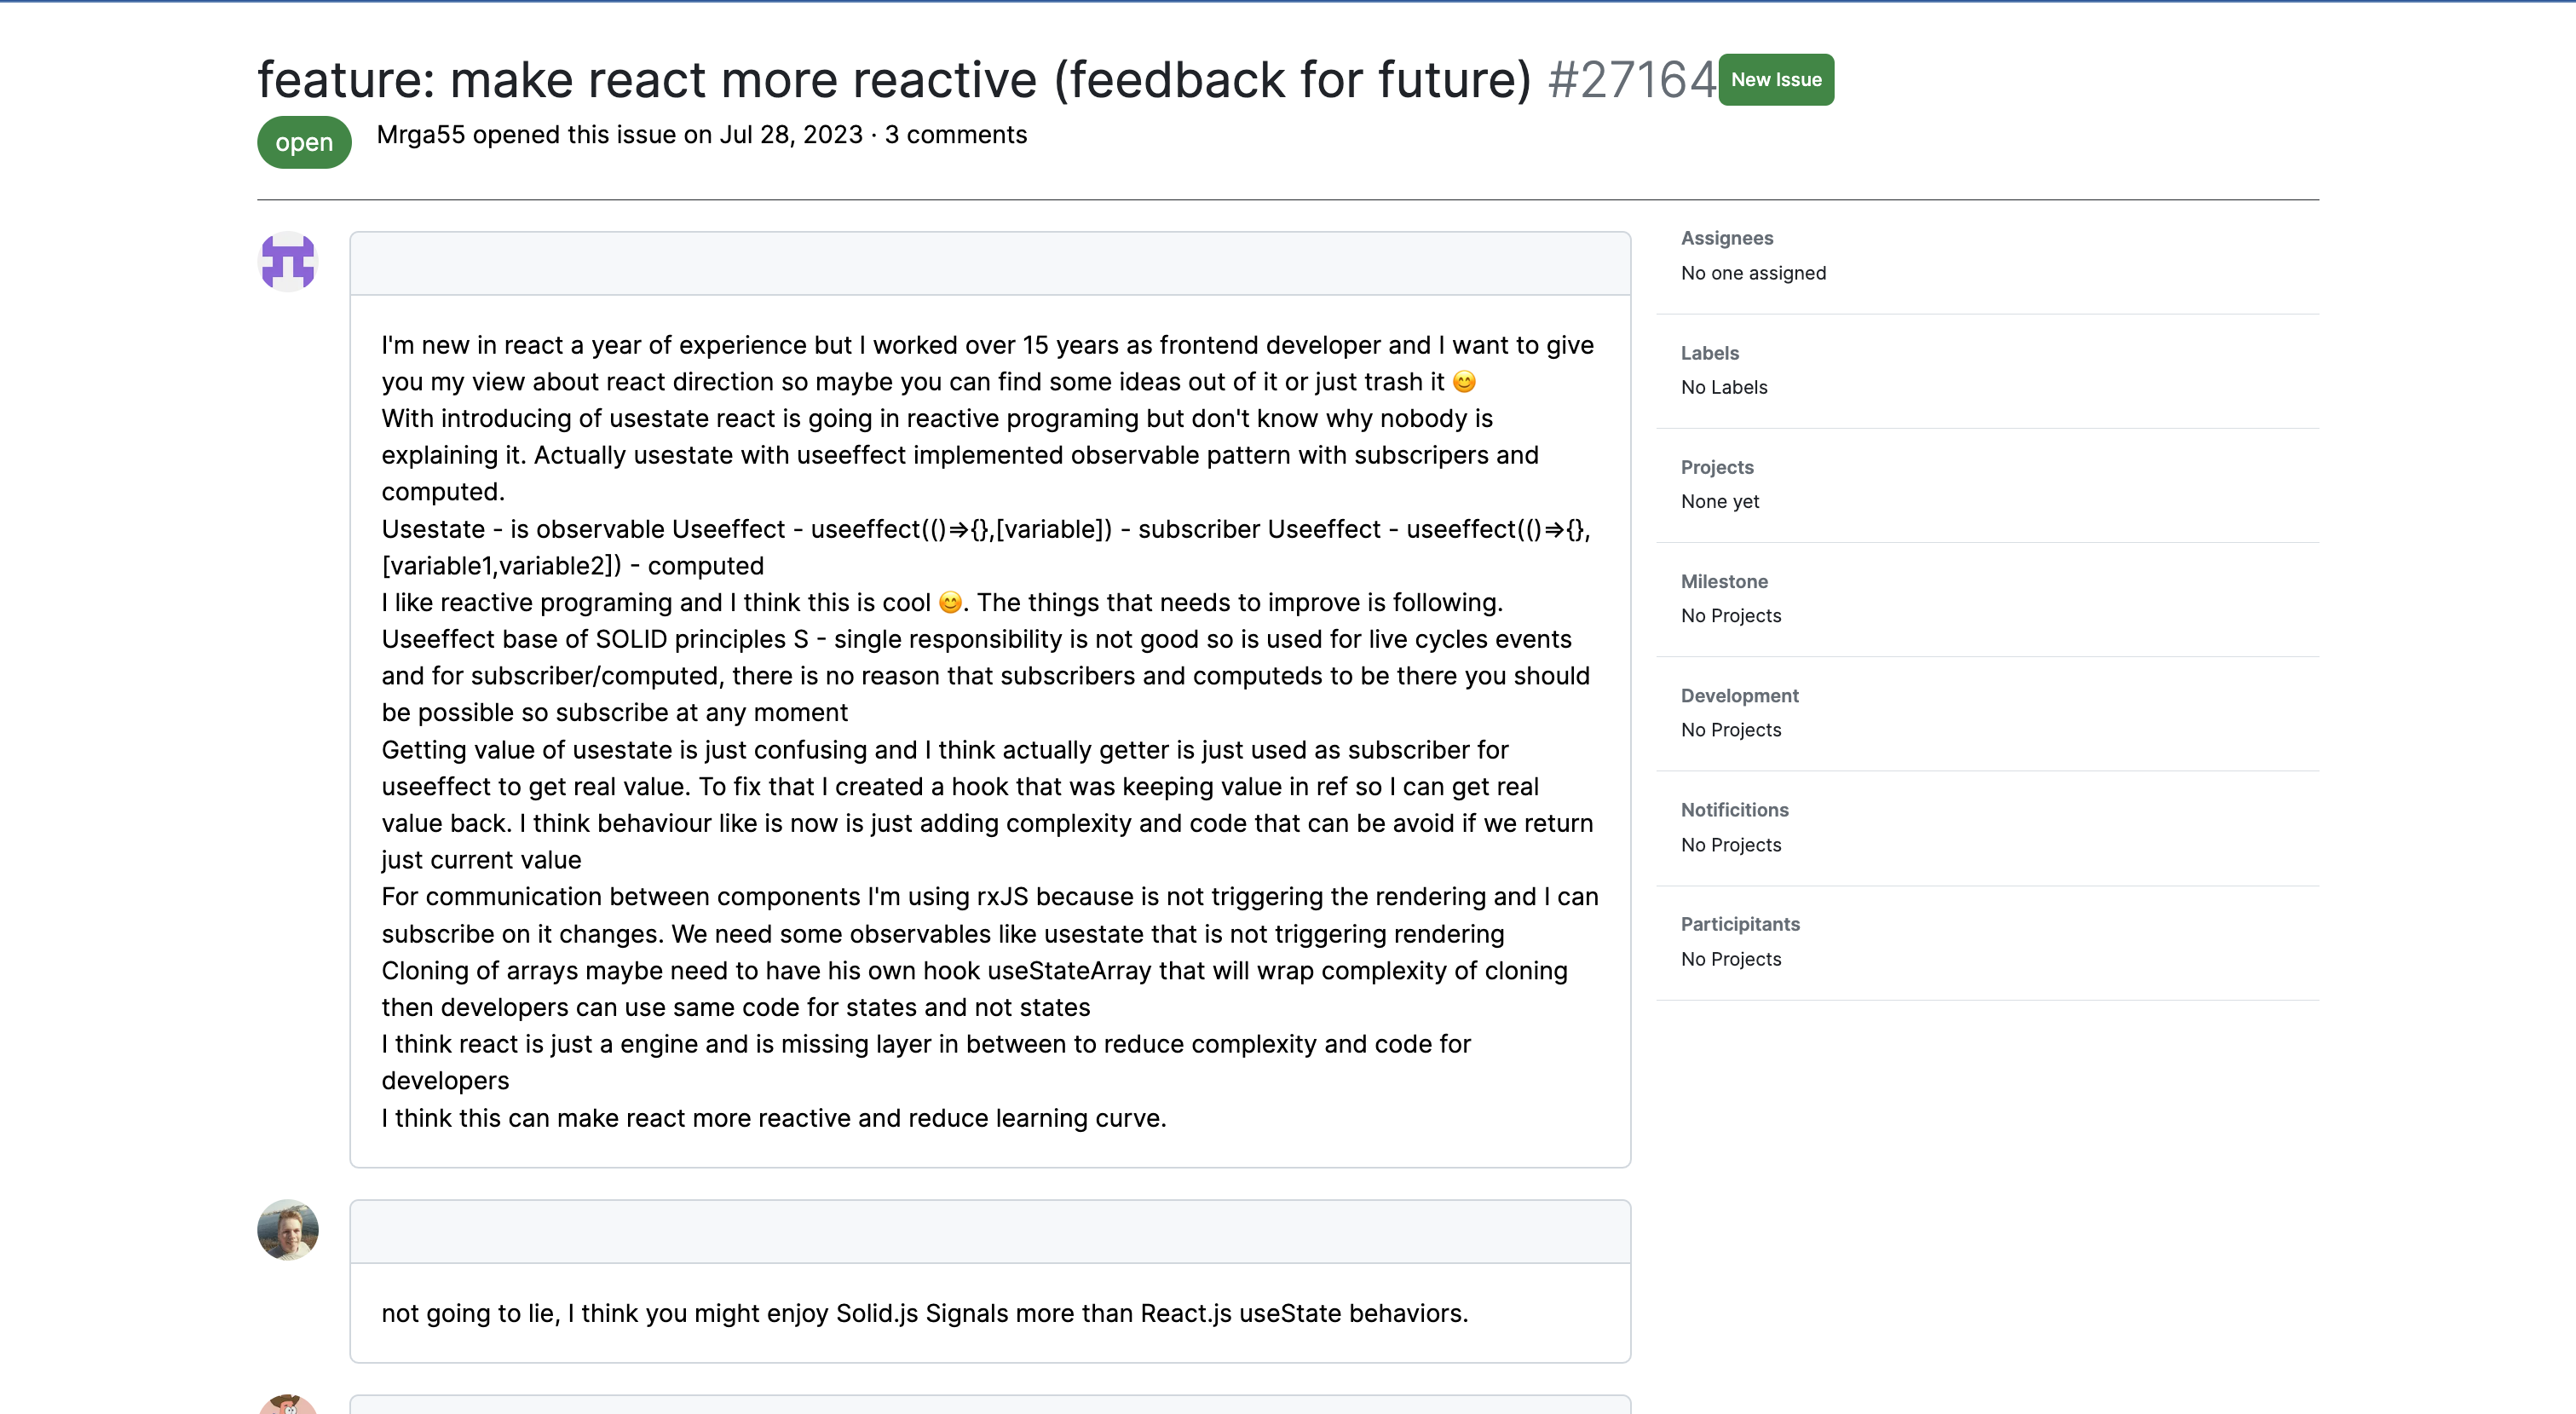 feature: make react more reactive (feedback for future) #27164
New Issue
open
Mrga55 opened this issue on Jul 28, 2023 · 3 comments
I'm new in react a year of experience but I worked over 15 years as frontend developer and I want to give
you my view about react direction so maybe you can find some ideas out of it or just trash it 😊
With introducing of usestate react is going in reactive programing but don't know why nobody is
explaining it. Actually usestate with useeffect implemented observable pattern with subscripers and
computed.
Usestate - is observable Useeffect - useeffect(()=>{},[variable]) - subscriber Useeffect - useeffect(()=>{},
[variable1,variable2]) - computed
I like reactive programing and I think this is cool 😊. The things that needs to improve is following.
Useeffect base of SOLID principles S - single responsibility is not good so is used for live cycles events
and for subscriber/computed, there is no reason that subscribers and computeds to be there you should
be possible so subscribe at any moment
Getting value of usestate is just confusing and I think actually getter is just used as subscriber for
useeffect to get real value. To fix that I created a hook that was keeping value in ref so I can get real
value back. I think behaviour like is now is just adding complexity and code that can be avoid if we return
just current value
For communication between components I'm using rxJS because is not triggering the rendering and I can
subscribe on it changes. We need some observables like usestate that is not triggering rendering
Cloning of arrays maybe need to have his own hook useStateArray that will wrap complexity of cloning
then developers can use same code for states and not states
I think react is just a engine and is missing layer in between to reduce complexity and code for
developers
I think this can make react more reactive and reduce learning curve.
not going to lie, I think you might enjoy Solid.js Signals more than React.js useState behaviors.
Assignees
No one assigned
Labels
No Labels
Projects
None yet
Milestone
No Projects
Development
No Projects
Notificitions
No Projects
Participitants
No Projects